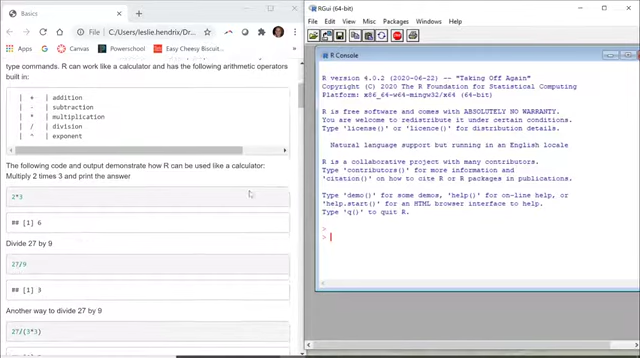 Basics
C:/Users/leslie.hendrix/Dr...
Apps
Canvas
Powerschool
Easy Cheesy Biscuit...
type commands. R can work like a calculator and has the following arithmetic operators
built in:
| + | addition
| - | subtraction
| * | multiplication
| / | division
| ^ | exponent
The following code and output demonstrate how R can be used like a calculator:
Multiply 2 times 3 and print the answer
2*3
## [1] 6
Divide 27 by 9
27/9
## [1] 3
Another way to divide 27 by 9
27/(3*3)
RGui (64-bit)
File Edit View Misc Packages Windows Help
STOP
R Console
R version 4.0.2 (2020-06-22) -- "Taking Off Again"
Copyright (C) 2020 The R Foundation for Statistical Computing
Platform: x86_64-w64-mingw32/x64 (64-bit)
R is free software and comes with ABSOLUTELY NO WARRANTY.
You are welcome to redistribute it under certain conditions.
Type 'license()' or 'licence()' for distribution details.
Natural language support but running in an English locale
R is a collaborative project with many contributors.
Type 'contributors()' for more information and
'citation()' on how to cite R or R packages in publications.
Type 'demo()' for some demos, 'help()' for on-line help, or
'help.start()' for an HTML browser interface to help.
Type 'q()' to quit R.
>
>